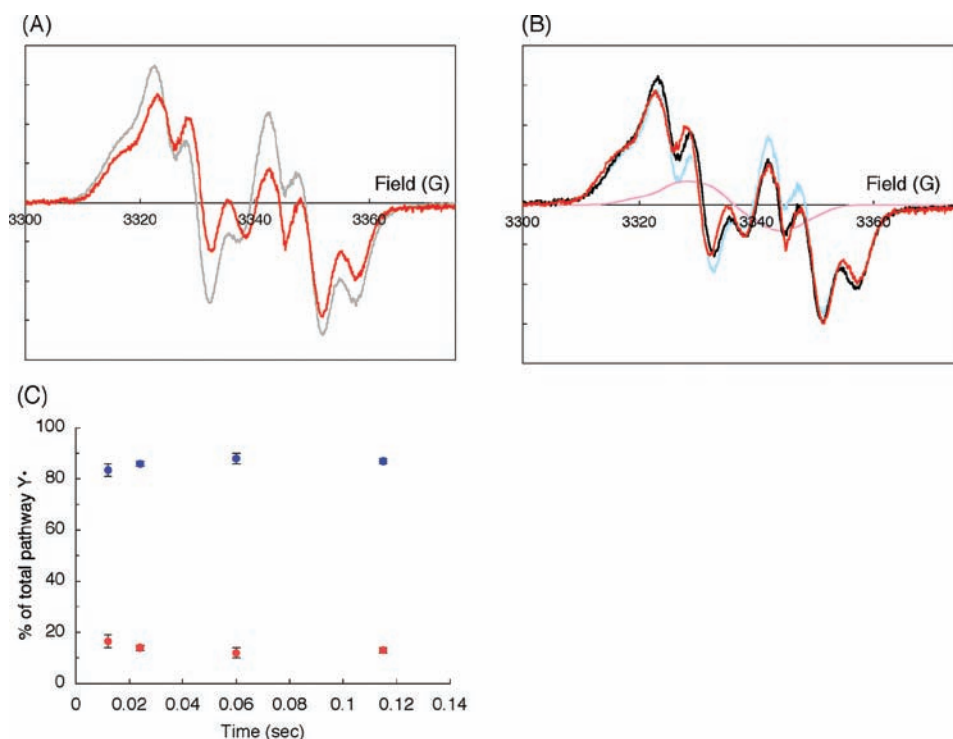 (A)
(B)
Field (G)
3300 3320 3340 3360
Field (G)
3300 3320 3340 3360
(C)
100
80
60
40
20
0
% of total pathway Y•
0 0.02 0.04 0.06 0.08 0.1 0.12 0.14
Time (sec)